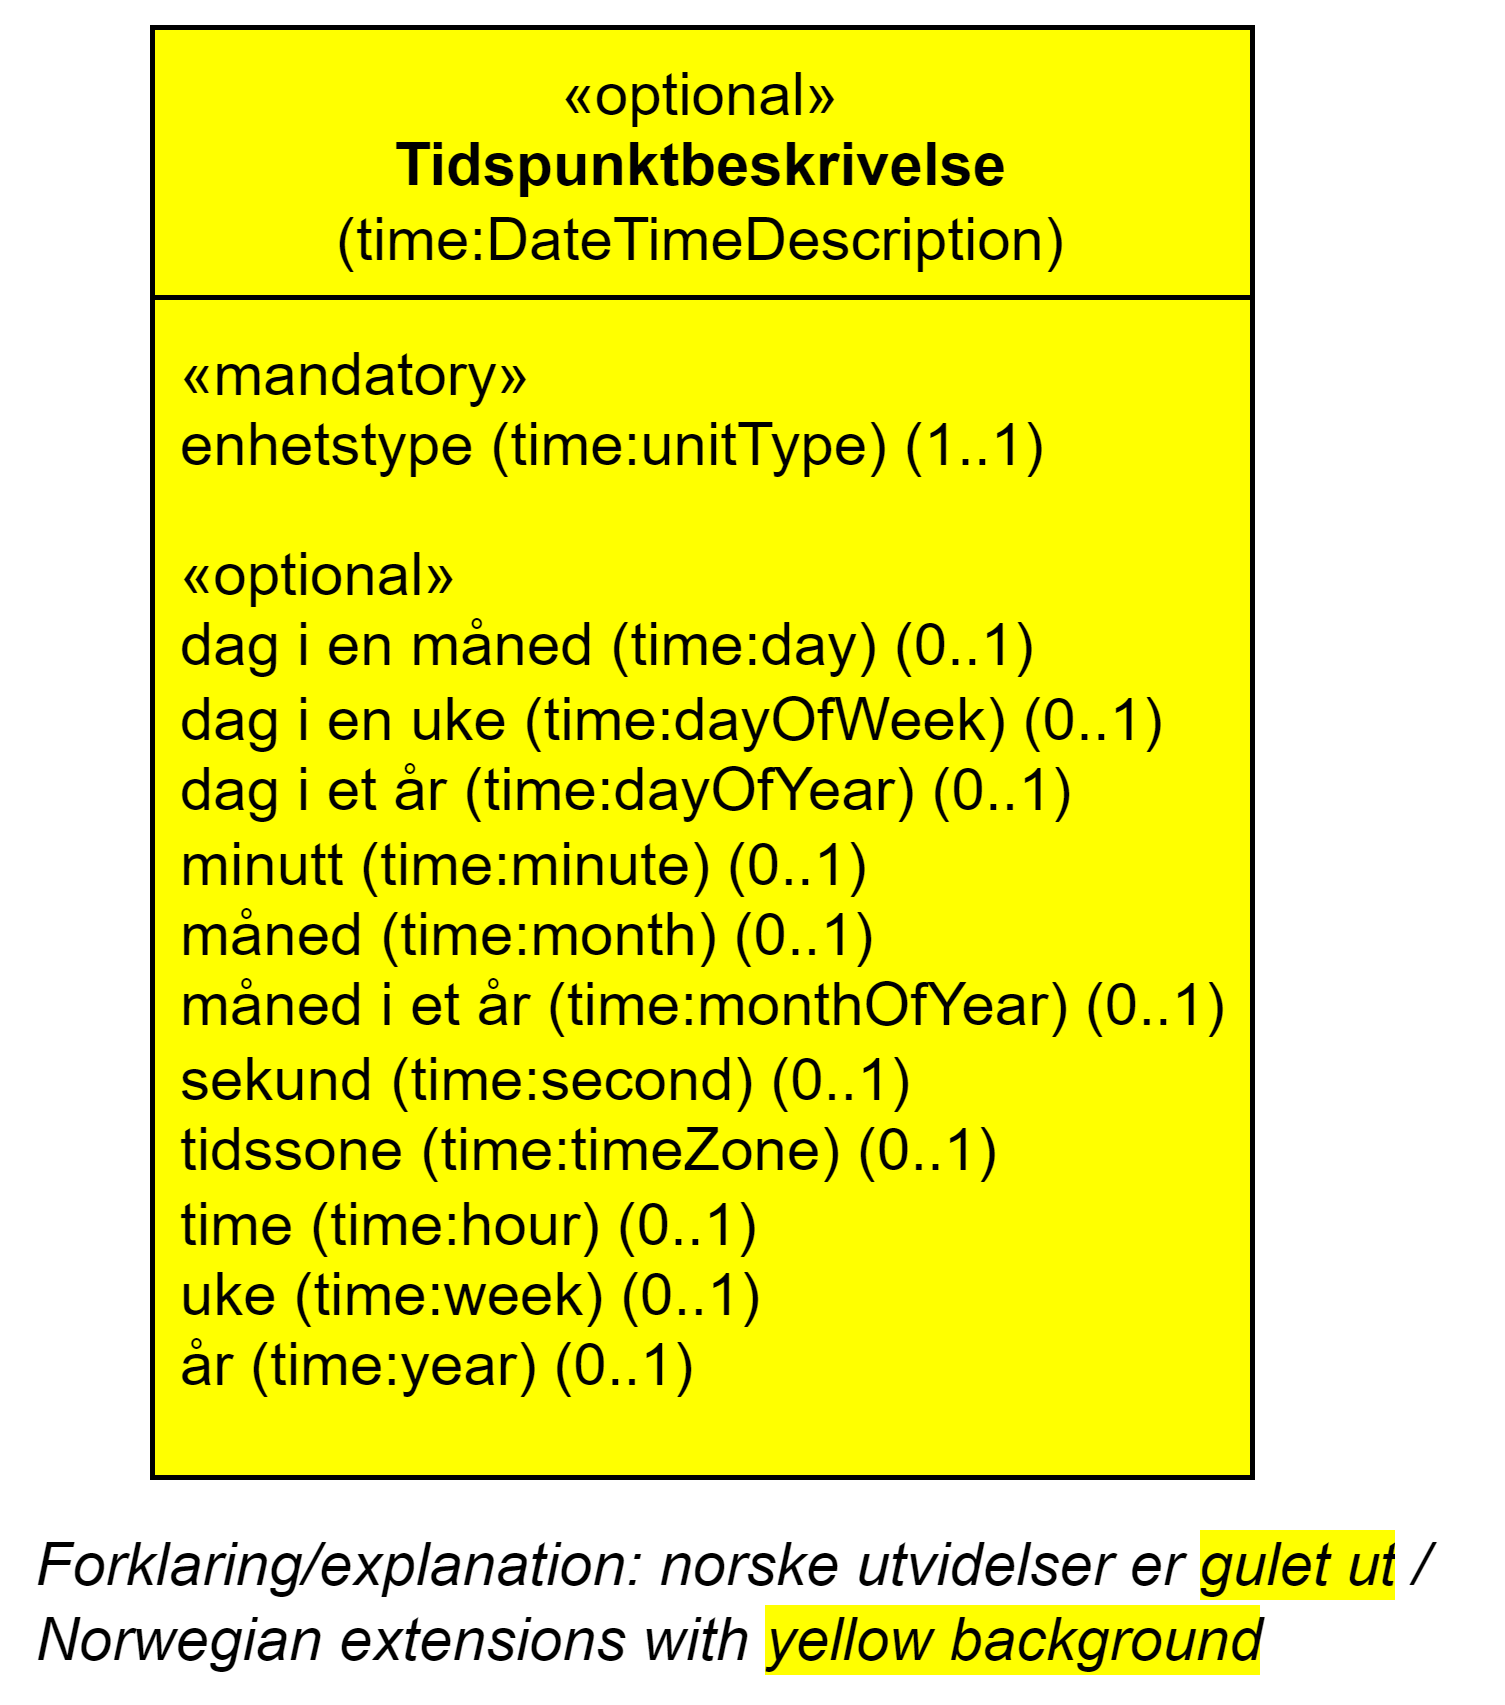 «optional»
Tidspunktbeskrivelse
(time:DateTimeDescription)
«mandatory»
enhetstype (time:unitType) (1..1)
«optional»
dag i en måned (time:day) (0..1)
dag i en uke (time:dayOfWeek) (0..1)
dag i et år (time:dayOfYear) (0..1)
minutt (time:minute) (0..1)
måned (time:month) (0..1)
måned i et år (time:monthOfYear) (0..1)
sekund (time:second) (0..1)
tidssone (time:timeZone) (0..1)
time (time:hour) (0..1)
uke (time:week) (0..1)
år (time:year) (0..1)
Forklaring/explanation: norske utvidelser er gulet ut /
Norwegian extensions with yellow background